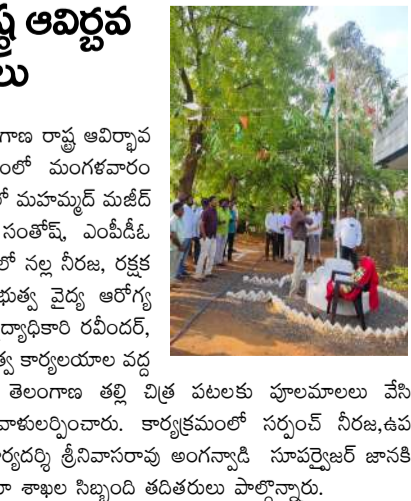 ష్ట్ర ఆవిర్భవ
లు
గాణ రాష్ట్ర ఆవిర్భావ
ంలో మంగళవారం
లో మహమ్మద్ మజీద్
సంతోష్, ఎంపీడీఓ
లో నల్ల నీరజ, రక్షక
భుత్వ వైద్య ఆరోగ్య
ద్యాధికారి రవీందర్,
త్వ కార్యలయాల వద్ద
తెలంగాణ తల్లి చిత్ర పటలకు పూలమాలలు వేసి
వాళులర్పించారు. కార్యక్రమంలో సర్పంచ్ నీరజ,ఉప
ర్యదర్శి శ్రీనివాసరావు అంగన్వాడి సూపర్వైజర్ జానకి
ా శాఖల సిబ్బంది తదితరులు పాల్గొన్నారు.